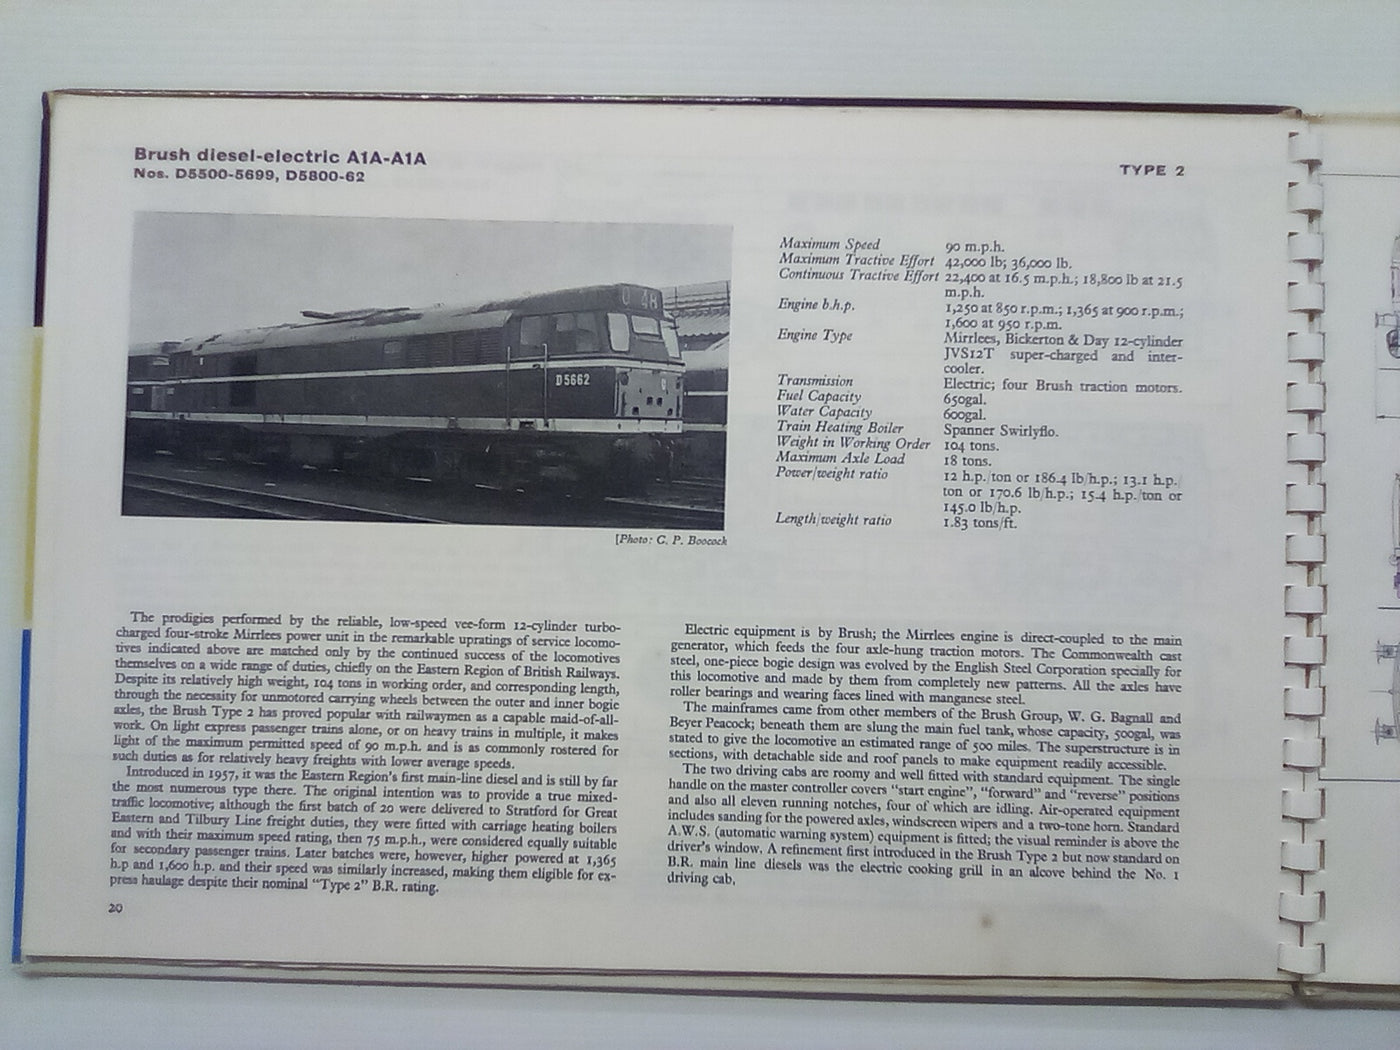 Brush diesel-electric A1A-A1A
Nos. D5500-5699, D5800-62
TYPE 2
D5662
[Photo: C. P. Boocock
Maximum Speed 90 m.p.h.
Maximum Tractive Effort 42,000 lb; 36,000 lb.
Continuous Tractive Effort 22,400 at 16.5 m.p.h.; 18,800 lb at 21.5
m.p.h.
Engine b.h.p. 1,250 at 850 r.p.m.; 1,365 at 900 r.p.m.;
1,600 at 950 r.p.m.
Engine Type Mirrlees, Bickerton & Day 12-cylinder
JVS12T super-charged and inter-
cooler.
Transmission Electric; four Brush traction motors.
Fuel Capacity 650gal.
Water Capacity 600gal.
Train Heating Boiler Spanner Swirlyflo.
Weight in Working Order 104 tons.
Maximum Axle Load 18 tons.
Power/weight ratio 12 h.p./ton or 186.4 lb/h.p.; 13.1 h.p./
ton or 170.6 lb/h.p.; 15.4 h.p./ton or
145.0 lb/h.p.
Length/weight ratio 1.83 tons/ft.
The prodigies performed by the reliable, low-speed vee-form 12-cylinder turbo-
charged four-stroke Mirrlees power unit in the remarkable upratings of service locomo-
tives indicated above are matched only by the continued success of the locomotives
themselves on a wide range of duties, chiefly on the Eastern Region of British Railways.
Despite its relatively high weight, 104 tons in working order, and corresponding length,
through the necessity for unmotored carrying wheels between the outer and inner bogie
axles, the Brush Type 2 has proved popular with railwaymen as a capable maid-of-all-
work. On light express passenger trains alone, or on heavy trains in multiple, it makes
light of the maximum permitted speed of 90 m.p.h. and is as commonly rostered for
such duties as for relatively heavy freights with lower average speeds.
Introduced in 1957, it was the Eastern Region's first main-line diesel and is still by far
the most numerous type there. The original intention was to provide a true mixed-
traffic locomotive; although the first batch of 20 were delivered to Stratford for Great
Eastern and Tilbury Line freight duties, they were fitted with carriage heating boilers
and with their maximum speed rating, then 75 m.p.h., were considered equally suitable
for secondary passenger trains. Later batches were, however, higher powered at 1,365
h.p and 1,600 h.p. and their speed was similarly increased, making them eligible for ex-
press haulage despite their nominal "Type 2" B.R. rating.
20
Electric equipment is by Brush; the Mirrlees engine is direct-coupled to the main
generator, which feeds the four axle-hung traction motors. The Commonwealth cast
steel, one-piece bogie design was evolved by the English Steel Corporation specially for
this locomotive and made by them from completely new patterns. All the axles have
roller bearings and wearing faces lined with manganese steel.
The mainframes came from other members of the Brush Group, W. G. Bagnall and
Beyer Peacock; beneath them are slung the main fuel tank, whose capacity, 500gal, was
stated to give the locomotive an estimated range of 500 miles. The superstructure is in
sections, with detachable side and roof panels to make equipment readily accessible.
The two driving cabs are roomy and well fitted with standard equipment. The single
handle on the master controller covers "start engine", "forward" and "reverse" positions
and also all eleven running notches, four of which are idling. Air-operated equipment
includes sanding for the powered axles, windscreen wipers and a two-tone horn. Standard
A.W.S. (automatic warning system) equipment is fitted; the visual reminder is above the
driver's window. A refinement first introduced in the Brush Type 2 but now standard on
B.R. main line diesels was the electric cooking grill in an alcove behind the No. 1
driving cab,